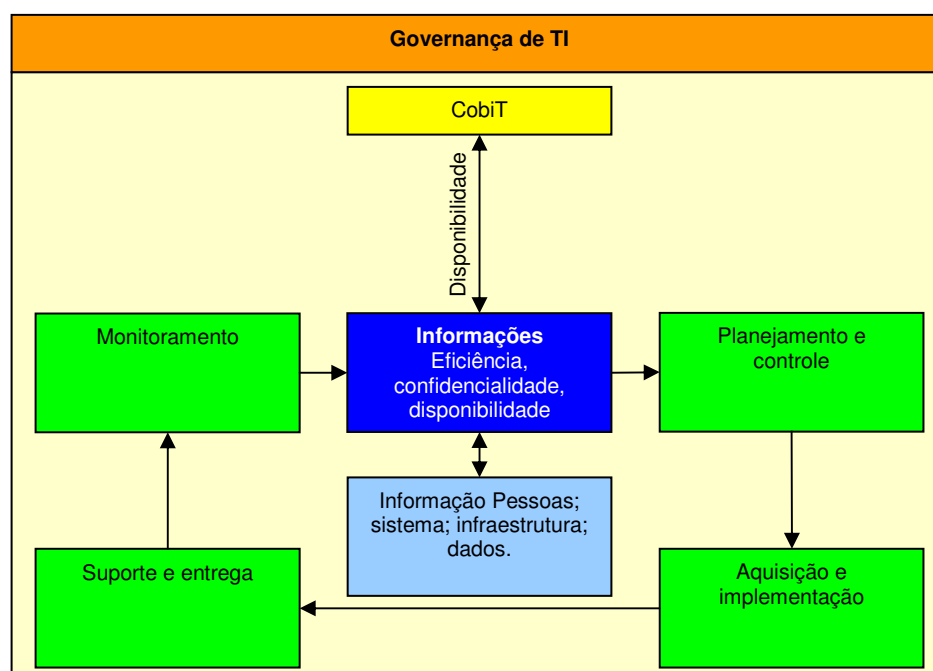 Governança de TI
CobiT
Disponibilidade
Monitoramento
Informações
Eficiência,
confidencialidade,
disponibilidade
Planejamento e
controle
Informação Pessoas;
sistema; infraestrutura;
dados.
Suporte e entrega
Aquisição e
implementação